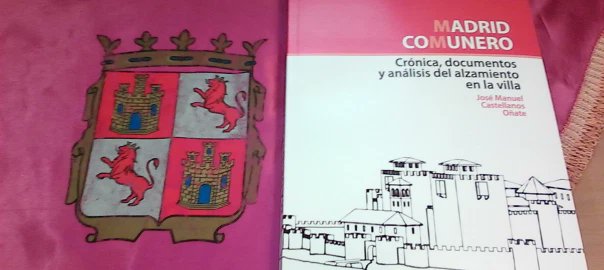 MADRID
COMUNERO
Crónica, documentos
y análisis del alzamiento
en la villa
José Manuel
Castellanos
Oñate